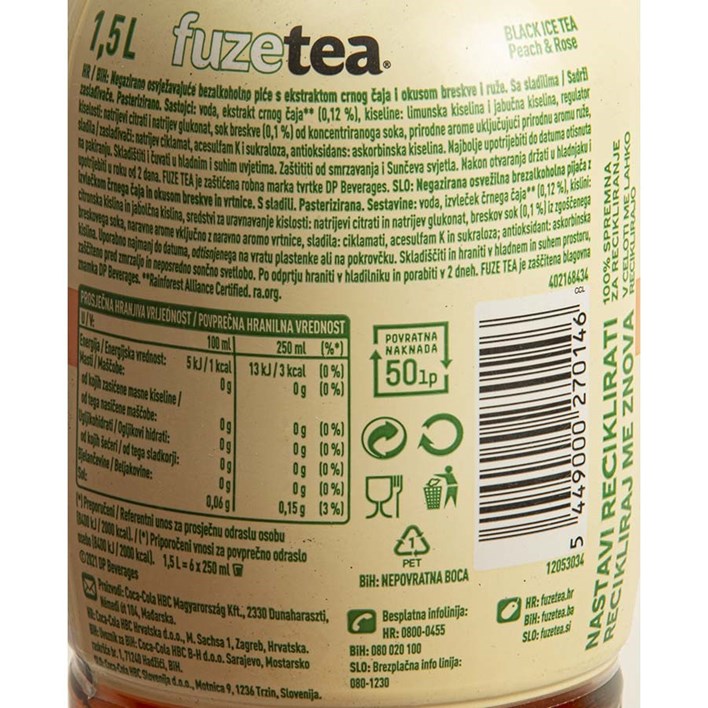 1,5 L fuzetea® BLACK ICE TEA
Peach & Rose
HR / BiH: Negazirano osvježavajuće bezalkoholno piće s ekstraktom crnog čaja i okusom breskve i ruže. Sa sladilima | Sadrži
zaslađivače. Pasterizirano. Sastojci: voda, ekstrakt crnog čaja** (0,12 %), kiseline: limunska kiselina i jabučna kiselina, regulator
kiselosti: natrijevi citrati i natrijev glukonat, sok breskve (0,1 %) od koncentriranoga soka, prirodne arome uključujući prirodnu aromu ruže,
sladila / zaslađivači: natrijev ciklamat, acesulfam K i sukraloza, antioksidans: askorbinska kiselina. Najbolje upotrijebiti do datuma otisnuta
na pakiranju. Skladištiti i čuvati u hladnim i suhim uvjetima. Zaštititi od smrzavanja i Sunčeva svjetla. Nakon otvaranja držati u hladnjaku i
upotrijebiti u roku od 2 dana. FUZE TEA je zaštićena robna marka tvrtke DP Beverages. SLO: Negazirana osvežilna brezalkoholna pijača z
izvlečkom črnega čaja in okusom breskve in vrtnice. S sladili. Pasterizirana. Sestavine: voda, izvleček črnega čaja** (0,12 %), kislini:
citronska kislina in jabolčna kislina, sredstvi za uravnavanje kislosti: natrijevi citrati in natrijev glukonat, breskov sok (0,1 %) iz zgoščenega
breskovega soka, naravne arome vključno z naravno aromo vrtnice, sladila: ciklamati, acesulfam K in sukraloza; antioksidant: askorbinska
kislina. Uporabno najmanj do datuma, odtisnjenega na vratu plastenke ali na pokrovčku. Skladiščiti in hraniti v hladnem in suhem prostoru,
zaščiteno pred zmrzaljo in neposredno sončno svetlobo. Po odprtju hraniti v hladilniku in porabiti v 2 dneh. FUZE TEA je zaščitena blagovna
znamka DP Beverages. **Rainforest Alliance Certified. ra.org.
402168434
CCL
PROSJEČNA HRANJIVA VRIJEDNOST / POVPREČNA HRANILNA VREDNOST
U / V: 100 ml 250 ml (%*)
Energija / Energijska vrednost: 5 kJ / 1 kcal 13 kJ / 3 kcal (0 %)
Masti / Maščobe: 0 g 0 g (0 %)
od kojih zasićene masne kiseline /
od tega nasičene maščobe: 0 g 0 g (0 %)
Ugljikohidrati / Ogljikovi hidrati: 0 g 0 g (0 %)
od kojih šećeri / od tega sladkorji: 0 g 0 g (0 %)
Bjelančevine / Beljakovine: 0 g 0 g (0 %)
Sol: 0,06 g 0,15 g (3 %)
(*) Preporučeni / Referentni unos za prosječnu odraslu osobu
(8400 kJ / 2000 kcal). / (*) Priporočeni vnosi za povprečno odraslo
osebo (8400 kJ / 2000 kcal). 1,5 L = 6 x 250 ml
©2021 DP Beverages
POVRATNA
NAKNADA
50 lp
1
PET
BiH: NEPOVRATNA BOCA
5 449000 270146
12053034
NASTAVI RECIKLIRATI 100% SPREMNA
ZA RECIKLIRANJE
RECIKLIRAJ ME ZNOVA V CELOTI ME LAHKO
RECIKLIRAJO
Proizvodi: Coca-Cola HBC Magyarország Kft., 2330 Dunaharaszti,
Némedi út 104, Mađarska.
Coca-Cola HBC Hrvatska d.o.o., M. Sachsa 1, Zagreb, Hrvatska.
Uvoznik za BiH: Coca-Cola HBC B-H d.o.o. Sarajevo, Mostarsko
raskršće b.b., 71240 Hadžići, BiH.
Coca-Cola HBC Slovenija d.o.o., Motnica 9, 1236 Trzin, Slovenija.
Besplatna infolinija:
HR: 0800-0455
BiH: 080 020 100
SLO: Brezplačna info linija
080-1230
HR: fuzetea.hr
BiH: fuzetea.ba
SLO: fuzetea.si